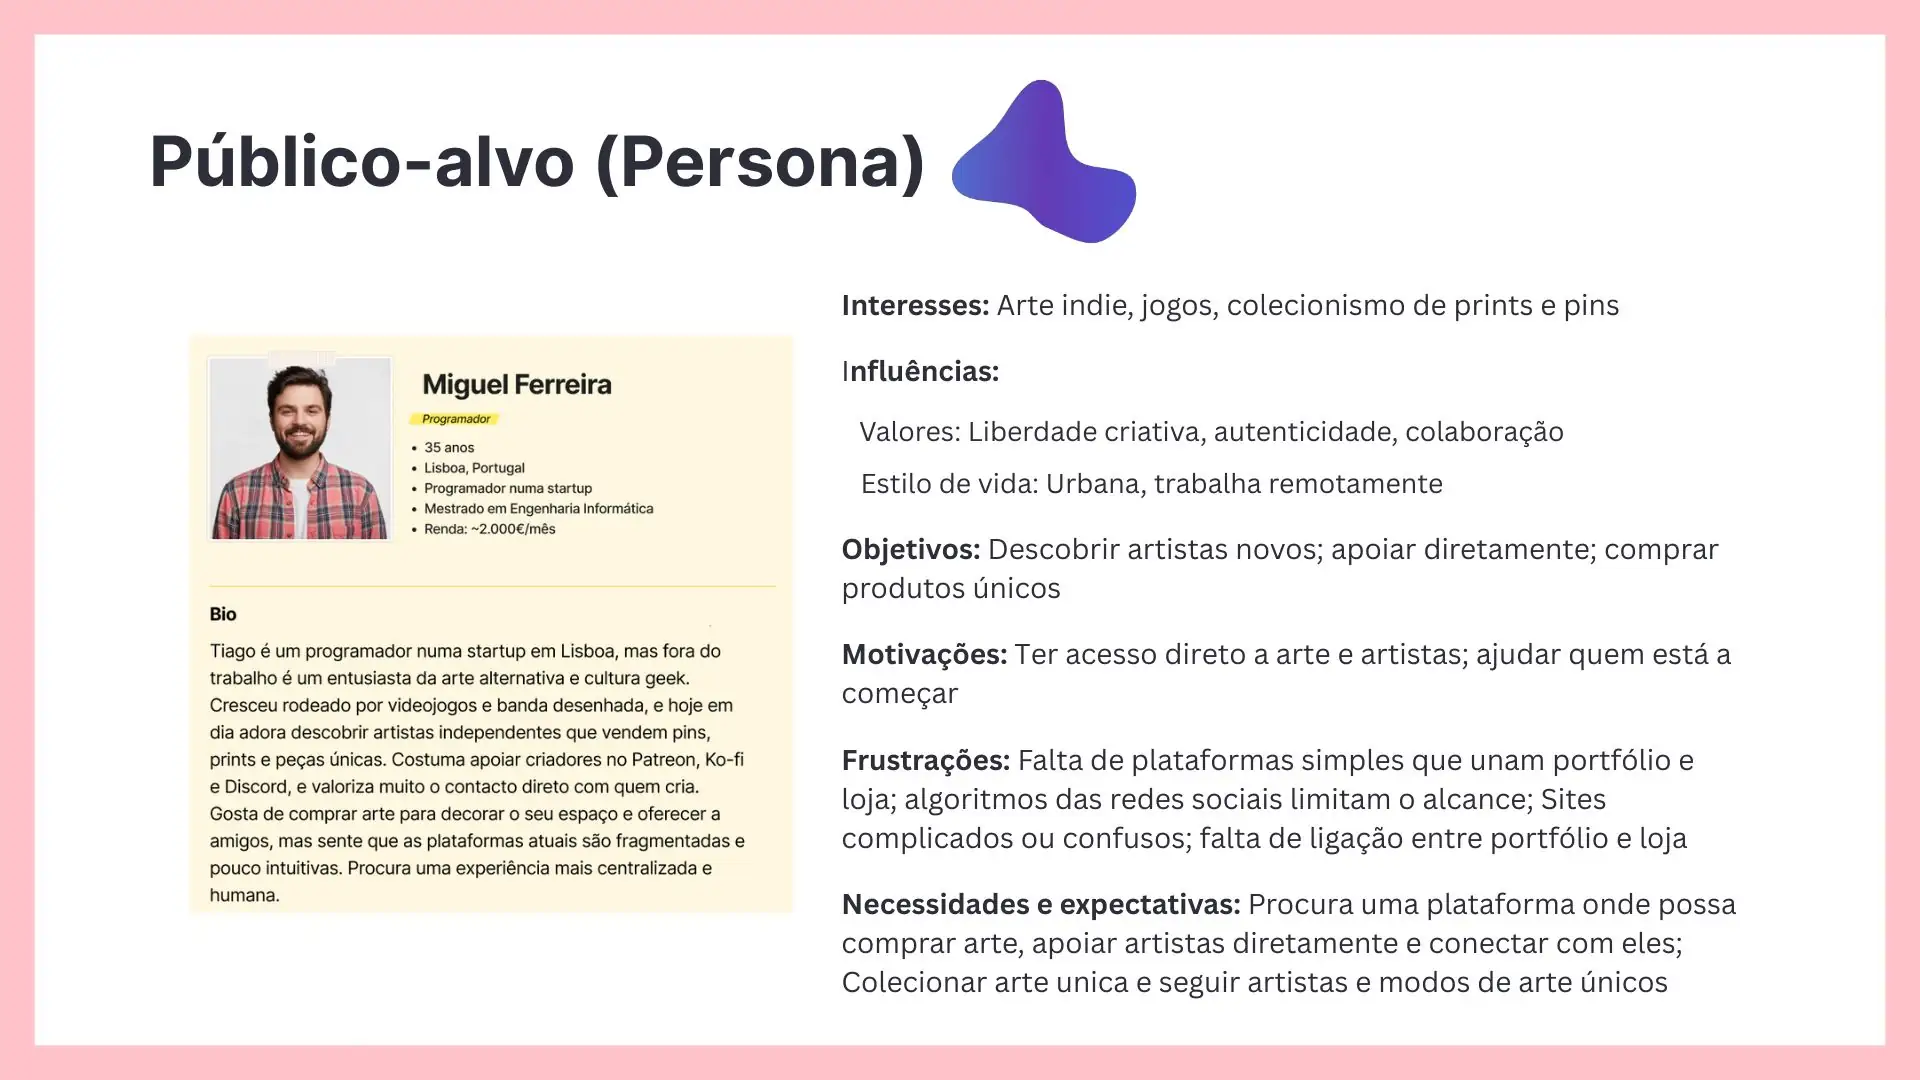 Público-alvo (Persona)
Miguel Ferreira
Programador
• 35 anos
• Lisboa, Portugal
• Programador numa startup
• Mestrado em Engenharia Informática
• Renda: ~2.000€/mês
Bio
Tiago é um programador numa startup em Lisboa, mas fora do
trabalho é um entusiasta da arte alternativa e cultura geek.
Cresceu rodeado por videojogos e banda desenhada, e hoje em
dia adora descobrir artistas independentes que vendem pins,
prints e peças únicas. Costuma apoiar criadores no Patreon, Ko-fi
e Discord, e valoriza muito o contacto direto com quem cria.
Gosta de comprar arte para decorar o seu espaço e oferecer a
amigos, mas sente que as plataformas atuais são fragmentadas e
pouco intuitivas. Procura uma experiência mais centralizada e
humana.
Interesses: Arte indie, jogos, colecionismo de prints e pins
Influências:
Valores: Liberdade criativa, autenticidade, colaboração
Estilo de vida: Urbana, trabalha remotamente
Objetivos: Descobrir artistas novos; apoiar diretamente; comprar
produtos únicos
Motivações: Ter acesso direto a arte e artistas; ajudar quem está a
começar
Frustrações: Falta de plataformas simples que unam portfólio e
loja; algoritmos das redes sociais limitam o alcance; Sites
complicados ou confusos; falta de ligação entre portfólio e loja
Necessidades e expectativas: Procura uma plataforma onde possa
comprar arte, apoiar artistas diretamente e conectar com eles;
Colecionar arte unica e seguir artistas e modos de arte únicos